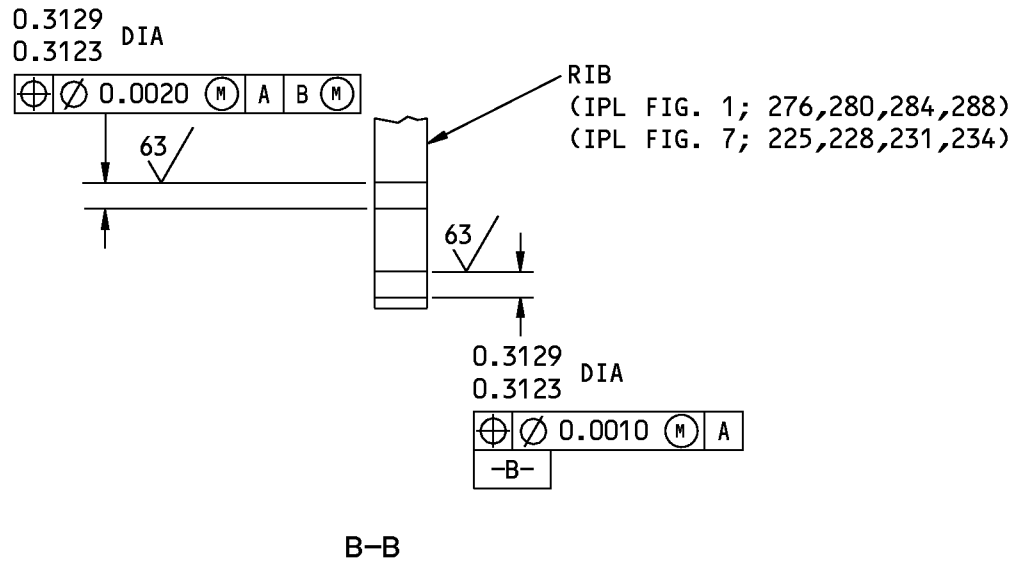 0.3129
0.3123 DIA
⌖ ⌀ 0.0020 Ⓜ A B Ⓜ
63
RIB
(IPL FIG. 1; 276,280,284,288)
(IPL FIG. 7; 225,228,231,234)
63
0.3129
0.3123 DIA
⌖ ⌀ 0.0010 Ⓜ A
-B-
B-B